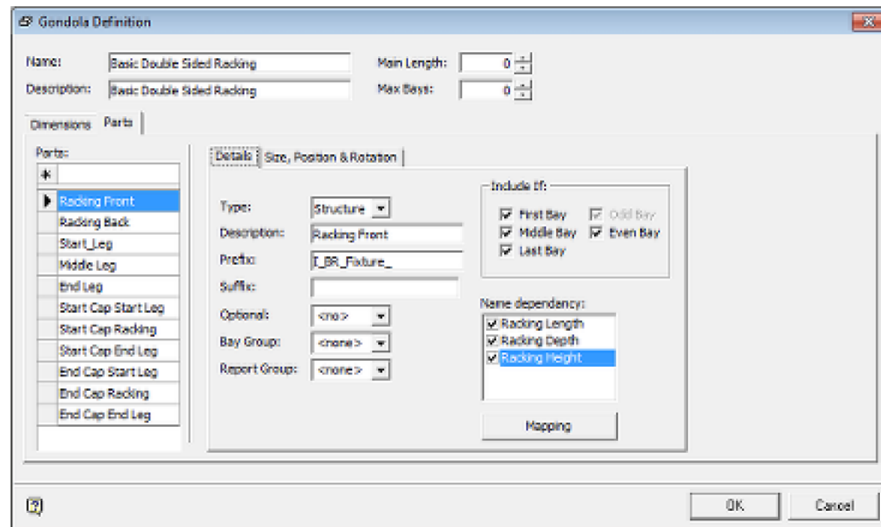 Gondola Definition
Name: Basic Double Sided Racking Main Length: 0
Description: Basic Double Sided Racking Max Bays: 0
Dimensions Parts
Parts:
Details Size, Position & Rotation
Include If:
Racking Front
Racking Back
Start_Leg
Middle Leg
End Leg
Start Cap Start Leg
Start Cap Racking
Start Cap End Leg
End Cap Start Leg
End Cap Racking
End Cap End Leg
Type: Structure
Description: Racking Front
Prefix: I_BR_Fixture_
Suffix:
Optional: <no>
Bay Group: <none>
Report Group: <none>
First Bay Odd Bay
Middle Bay Even Bay
Last Bay
Name dependancy:
Racking Length
Racking Depth
Racking Height
Mapping
OK Cancel